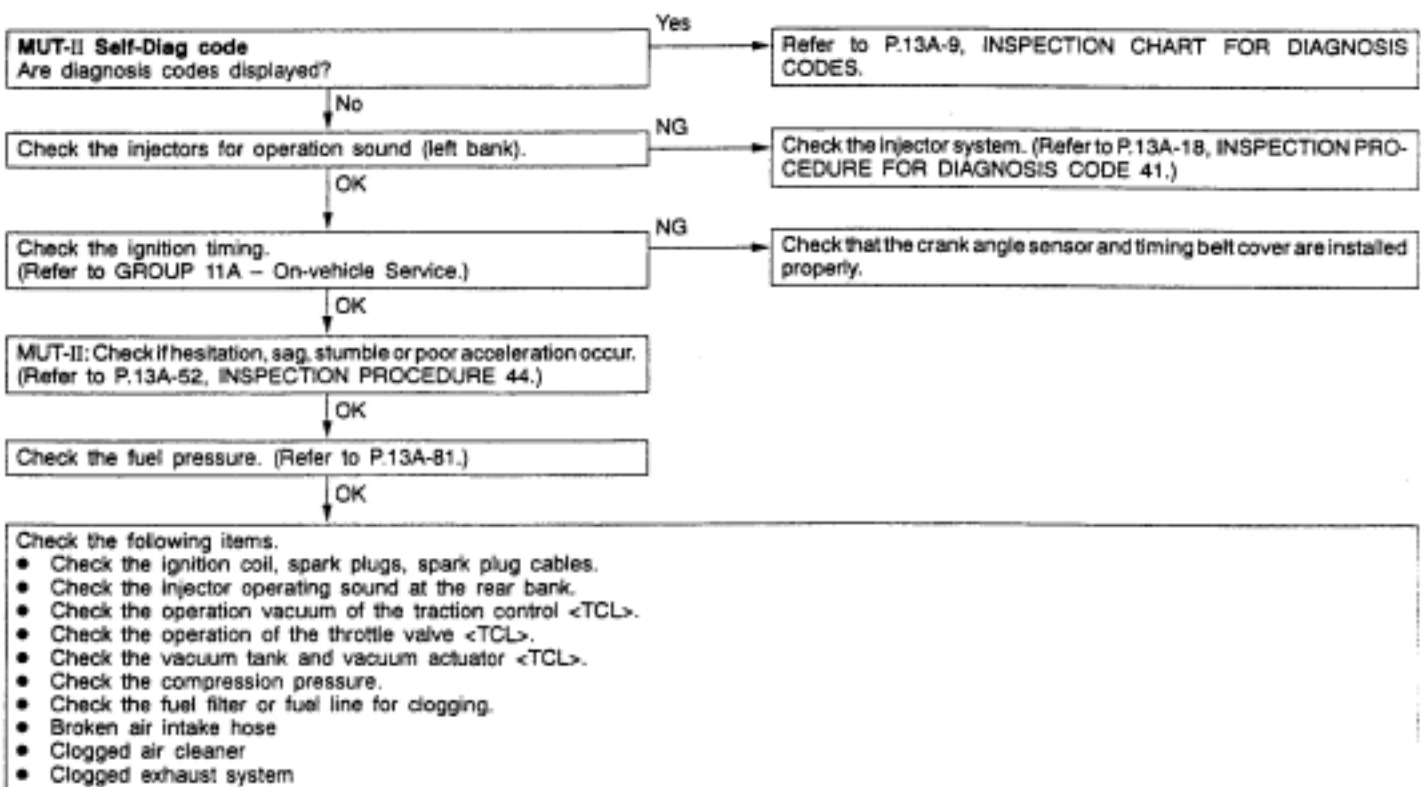 Yes
MUT-II Self-Diag code
Are diagnosis codes displayed?
Refer to P.13A-9, INSPECTION CHART FOR DIAGNOSIS
CODES.
No
Check the injectors for operation sound (left bank).
NG
Check the injector system. (Refer to P.13A-18, INSPECTION PRO-
CEDURE FOR DIAGNOSIS CODE 41.)
OK
Check the ignition timing.
(Refer to GROUP 11A – On-vehicle Service.)
NG
Check that the crank angle sensor and timing belt cover are installed
properly.
OK
MUT-II: Check if hesitation, sag, stumble or poor acceleration occur.
(Refer to P.13A-52, INSPECTION PROCEDURE 44.)
OK
Check the fuel pressure. (Refer to P.13A-81.)
OK
Check the following items.
● Check the ignition coil, spark plugs, spark plug cables.
● Check the injector operating sound at the rear bank.
● Check the operation vacuum of the traction control <TCL>.
● Check the operation of the throttle valve <TCL>.
● Check the vacuum tank and vacuum actuator <TCL>.
● Check the compression pressure.
● Check the fuel filter or fuel line for clogging.
● Broken air intake hose
● Clogged air cleaner
● Clogged exhaust system